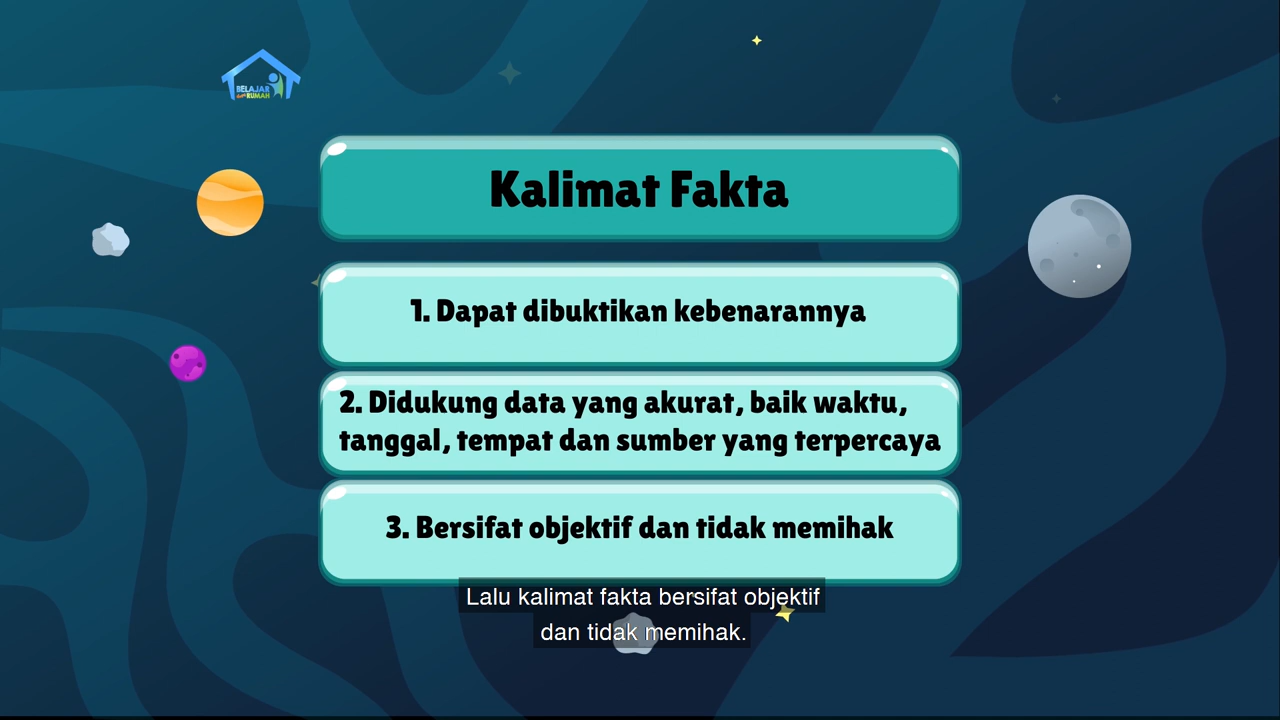 BELAJAR
dari RUMAH
Kalimat Fakta
1. Dapat dibuktikan kebenarannya
2. Didukung data yang akurat, baik waktu,
tanggal, tempat dan sumber yang terpercaya
3. Bersifat objektif dan tidak memihak
Lalu kalimat fakta bersifat objektif
dan tidak memihak.